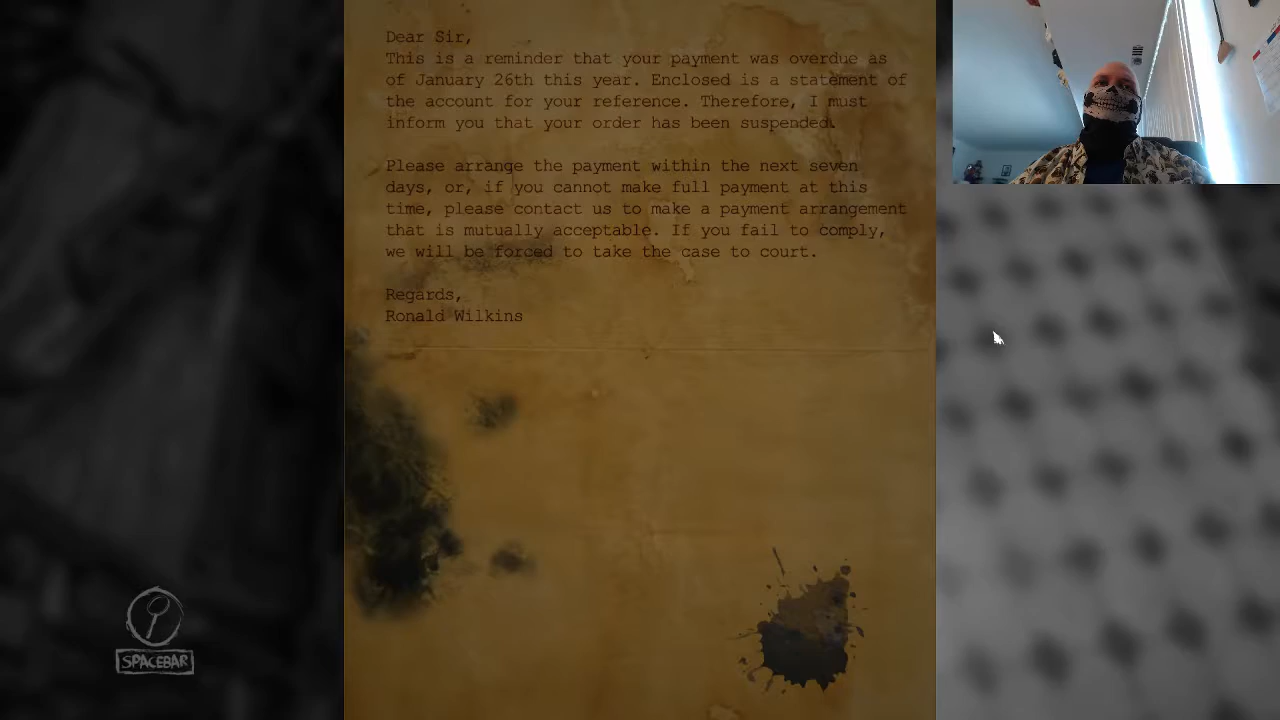 Dear Sir,
This is a reminder that your payment was overdue as
of January 26th this year. Enclosed is a statement of
the account for your reference. Therefore, I must
inform you that your order has been suspended.
Please arrange the payment within the next seven
days, or, if you cannot make full payment at this
time, please contact us to make a payment arrangement
that is mutually acceptable. If you fail to comply,
we will be forced to take the case to court.
Regards,
Ronald Wilkins
SPACEBAR